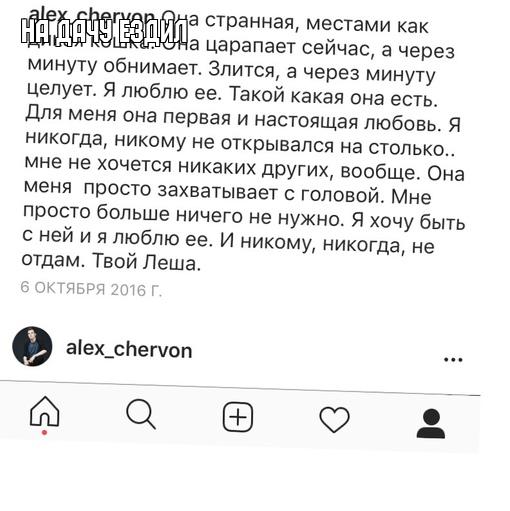 alex_chervon Она странная, местами как
НА ДАЧУ ЕЗДИЛ
дикая кошка. Она царапает сейчас, а через
минуту обнимает. Злится, а через минуту
целует. Я люблю ее. Такой какая она есть.
Для меня она первая и настоящая любовь. Я
никогда, никому не открывался на столько..
мне не хочется никаких других, вообще. Она
меня просто захватывает с головой. Мне
просто больше ничего не нужно. Я хочу быть
с ней и я люблю ее. И никому, никогда, не
отдам. Твой Леша.
6 ОКТЯБРЯ 2016 Г.
alex_chervon